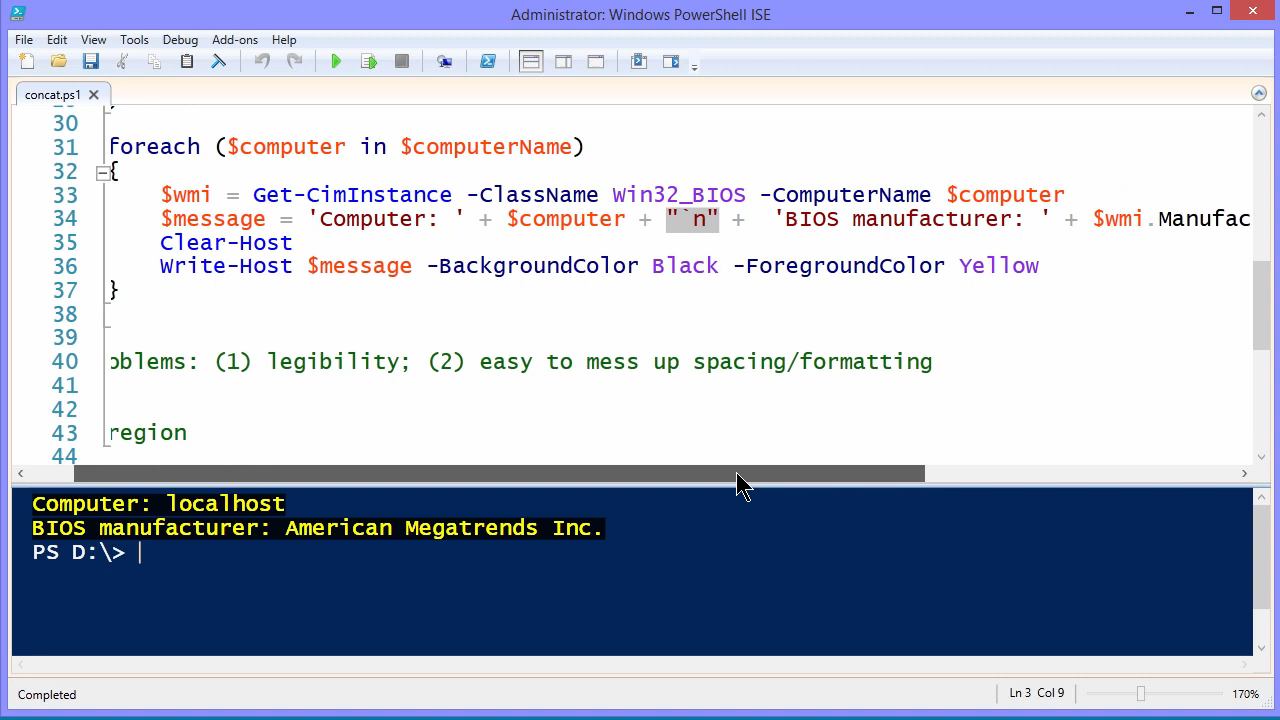 Administrator: Windows PowerShell ISE
File Edit View Tools Debug Add-ons Help
concat.ps1
30
31 foreach ($computer in $computerName)
32 {
33 $wmi = Get-CimInstance -ClassName Win32_BIOS -ComputerName $computer
34 $message = 'Computer: ' + $computer + "`n" + 'BIOS manufacturer: ' + $wmi.Manufac
35 Clear-Host
36 Write-Host $message -BackgroundColor Black -ForegroundColor Yellow
37 }
38
39
40 oblems: (1) legibility; (2) easy to mess up spacing/formatting
41
42
43 region
44
Computer: localhost
BIOS manufacturer: American Megatrends Inc.
PS D:\>
Completed Ln 3 Col 9 170%